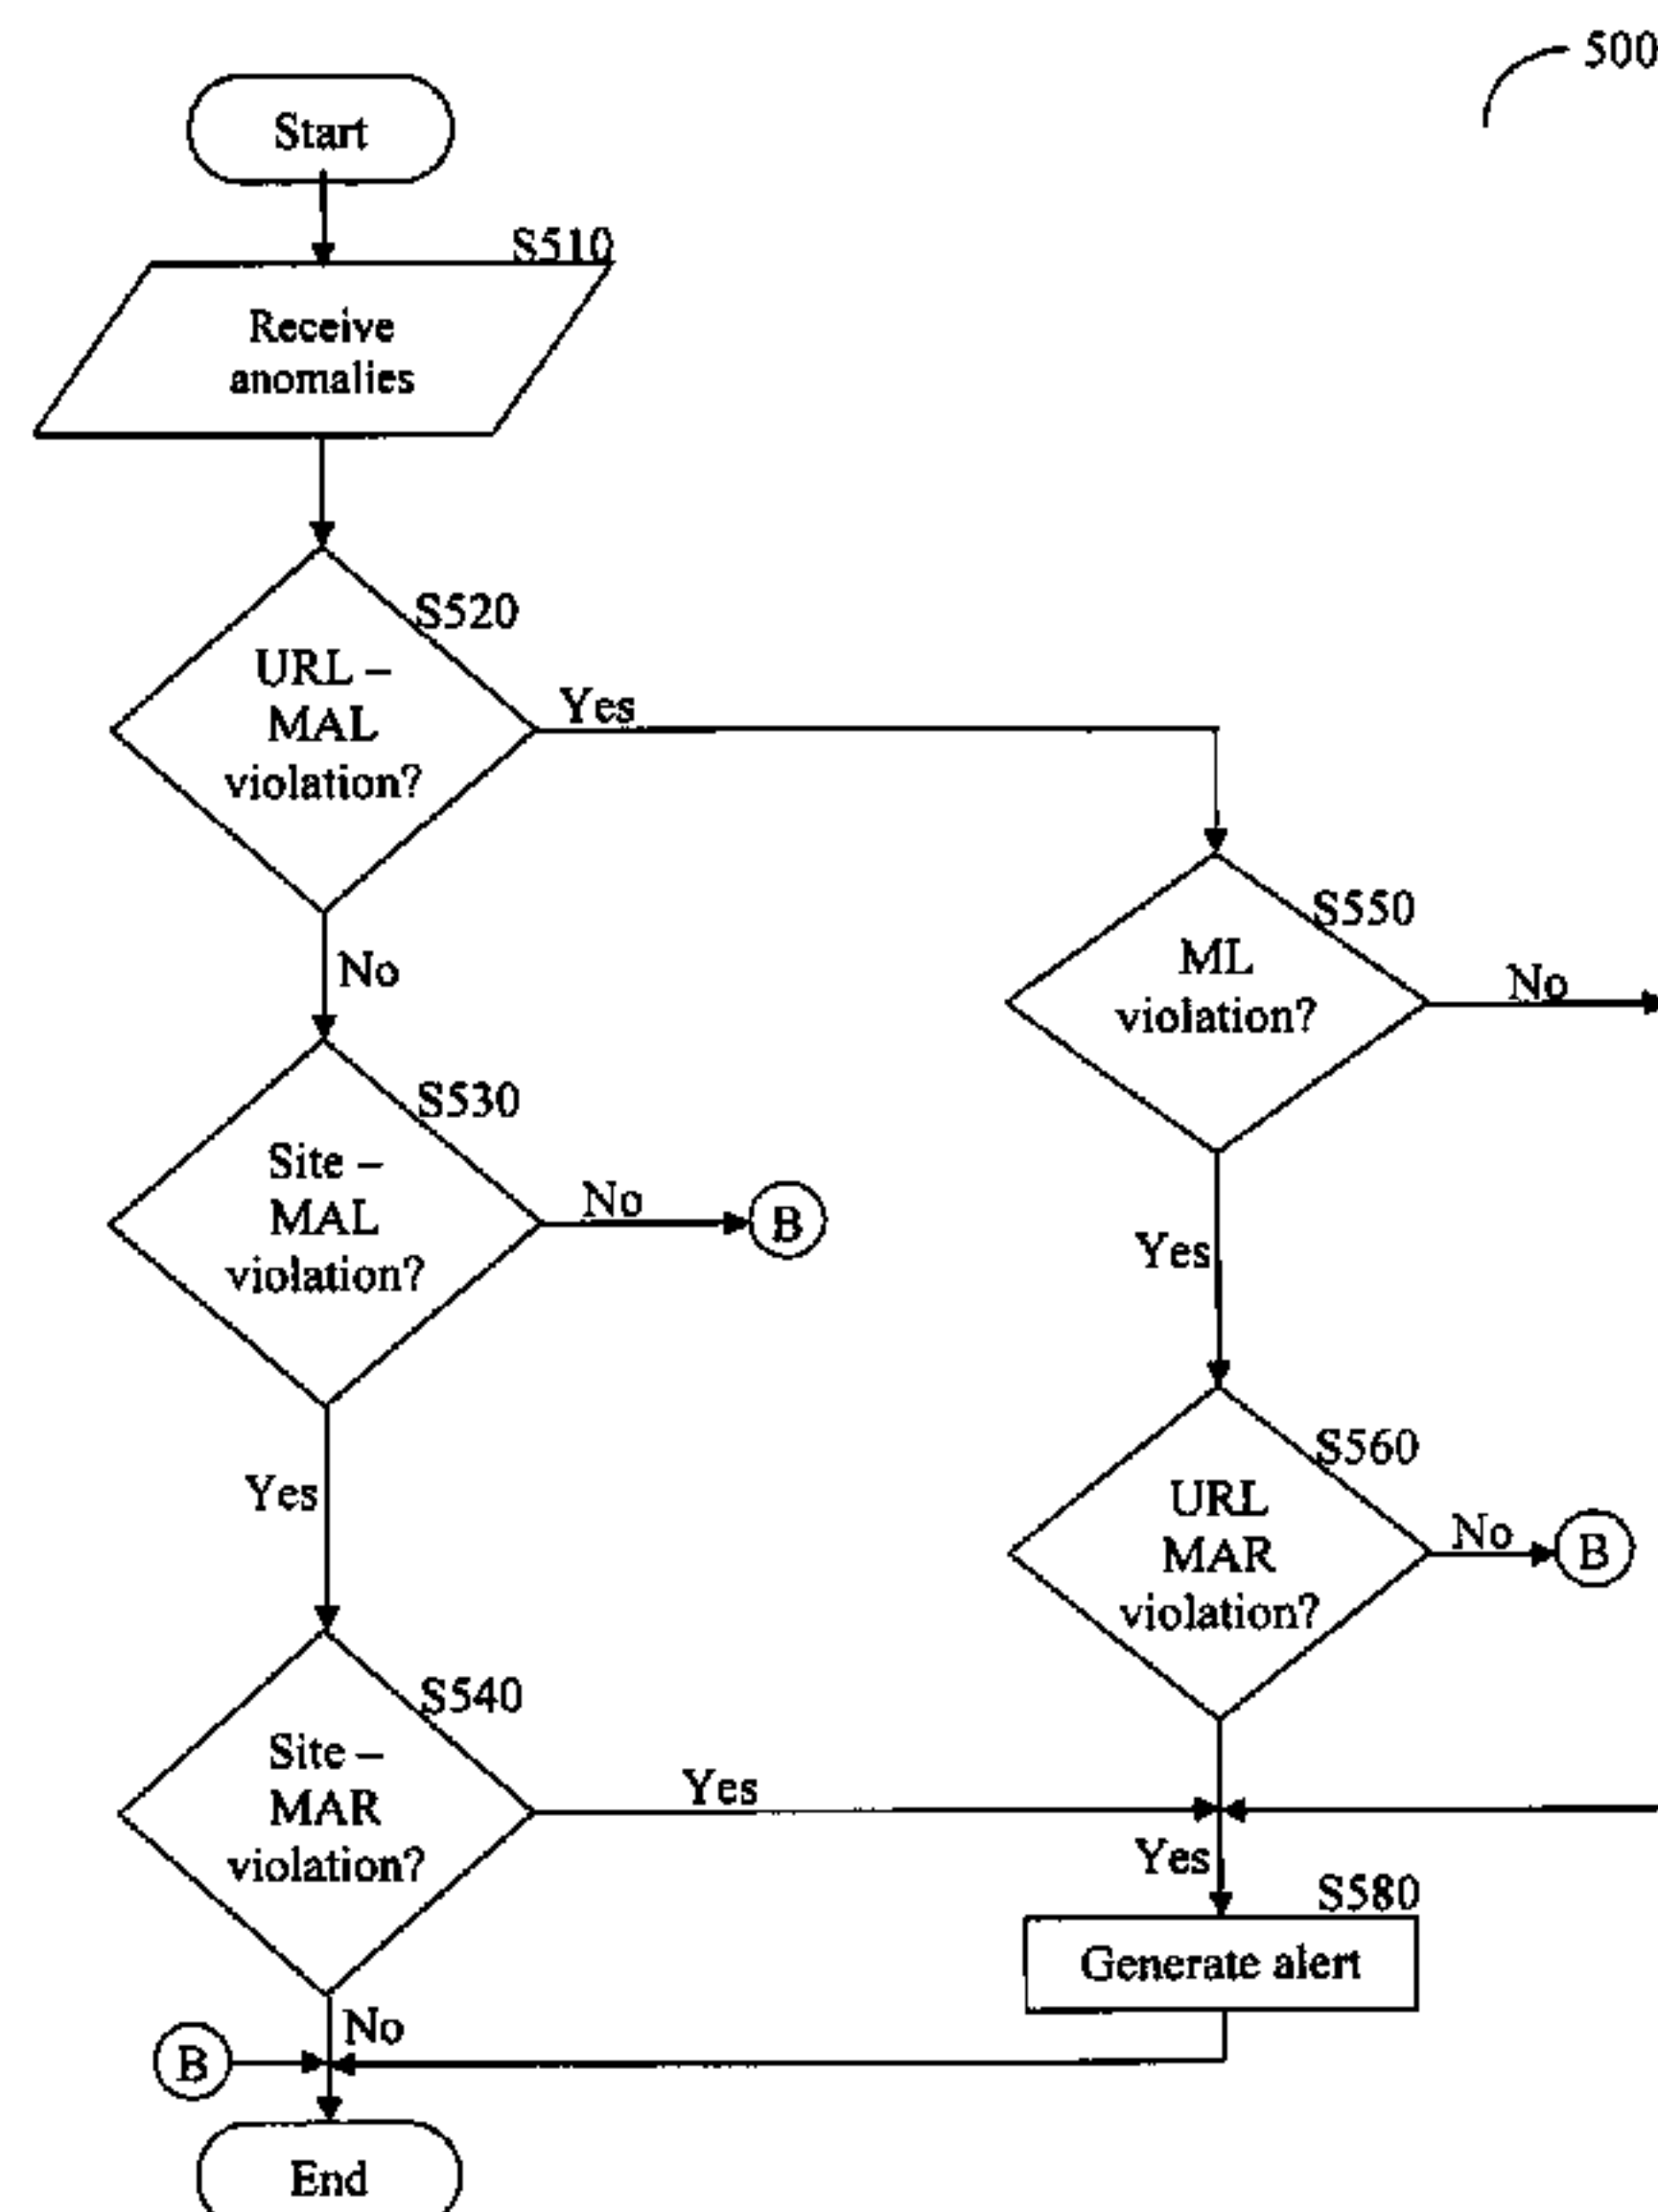 500
Start
S510
Receive
anomalies
S520
URL –
MAL
violation?
Yes
No
S550
ML
violation?
No
Yes
S530
Site –
MAL
violation?
No
B
Yes
S560
URL
MAR
violation?
No
B
S540
Site –
MAR
violation?
Yes
Yes
S580
Generate alert
No
B
End